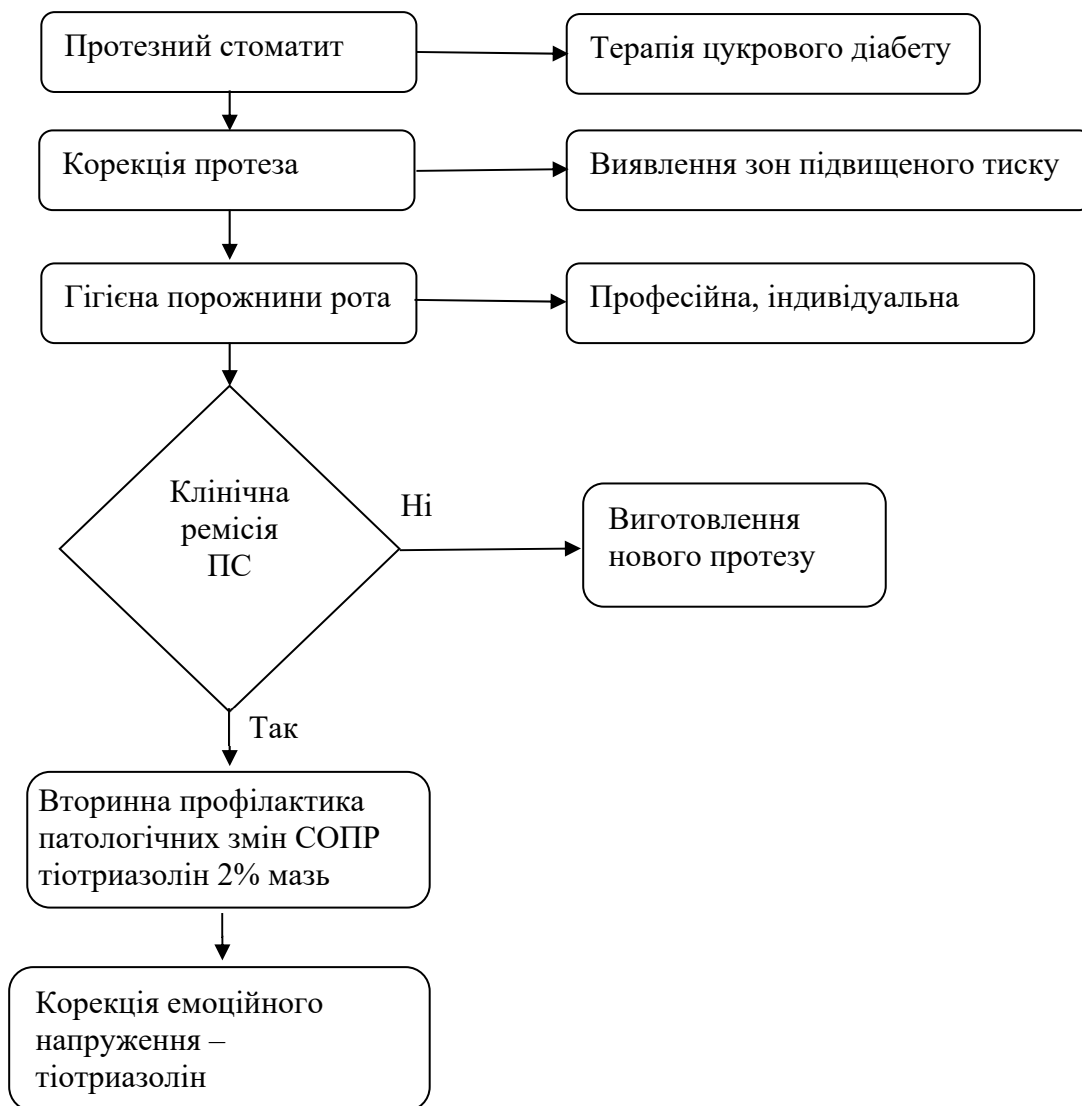 Протезний стоматит
Терапія цукрового діабету
Корекція протеза
Виявлення зон підвищеного тиску
Гігієна порожнини рота
Професійна, індивідуальна
Клінічна
ремісія
ПС
Ні
Виготовлення
нового протезу
Так
Вторинна профілактика
патологічних змін СОПР
тіотриазолін 2% мазь
Корекція емоційного
напруження –
тіотриазолін